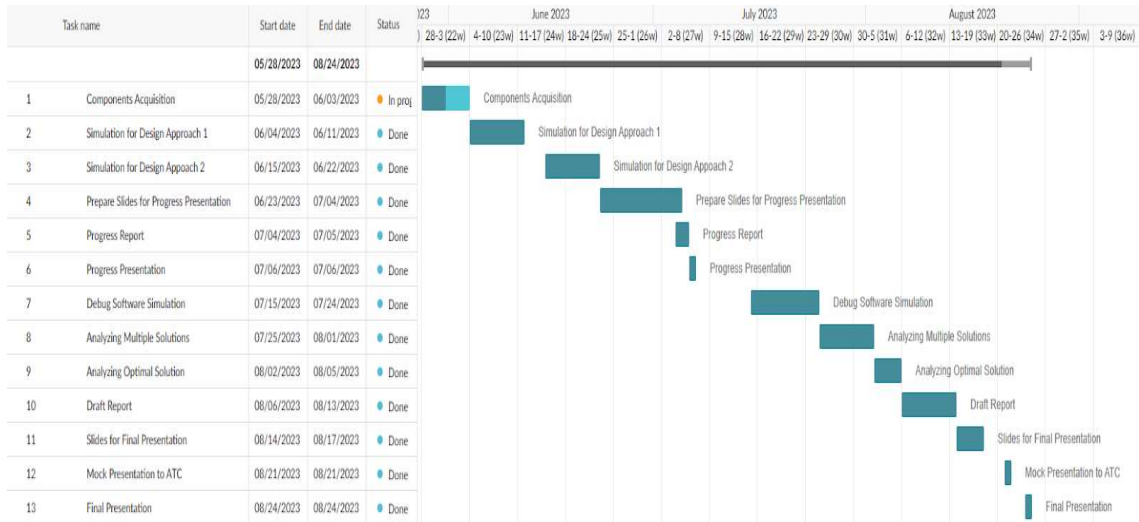 Task name Start date End date Status
)23 June 2023 July 2023 August 2023
) 28-3 (22w) 4-10 (23w) 11-17 (24w) 18-24 (25w) 25-1 (26w) 2-8 (27w) 9-15 (28w) 16-22 (29w) 23-29 (30w) 30-5 (31w) 6-12 (32w) 13-19 (33w) 20-26 (34w) 27-2 (35w) 3-9 (36w)
05/28/2023 08/24/2023
1 Components Acquisition 05/28/2023 06/03/2023 In prog Components Acquisition
2 Simulation for Design Approach 1 06/04/2023 06/11/2023 Done Simulation for Design Approach 1
3 Simulation for Design Appoach 2 06/15/2023 06/22/2023 Done Simulation for Design Appoach 2
4 Prepare Slides for Progress Presentation 06/23/2023 07/04/2023 Done Prepare Slides for Progress Presentation
5 Progress Report 07/04/2023 07/05/2023 Done Progress Report
6 Progress Presentation 07/06/2023 07/06/2023 Done Progress Presentation
7 Debug Software Simulation 07/15/2023 07/24/2023 Done Debug Software Simulation
8 Analyzing Multiple Solutions 07/25/2023 08/01/2023 Done Analyzing Multiple Solutions
9 Analyzing Optimal Solution 08/02/2023 08/05/2023 Done Analyzing Optimal Solution
10 Draft Report 08/06/2023 08/13/2023 Done Draft Report
11 Slides for Final Presentation 08/14/2023 08/17/2023 Done Slides for Final Presentation
12 Mock Presentation to ATC 08/21/2023 08/21/2023 Done Mock Presentation to ATC
13 Final Presentation 08/24/2023 08/24/2023 Done Final Presentation